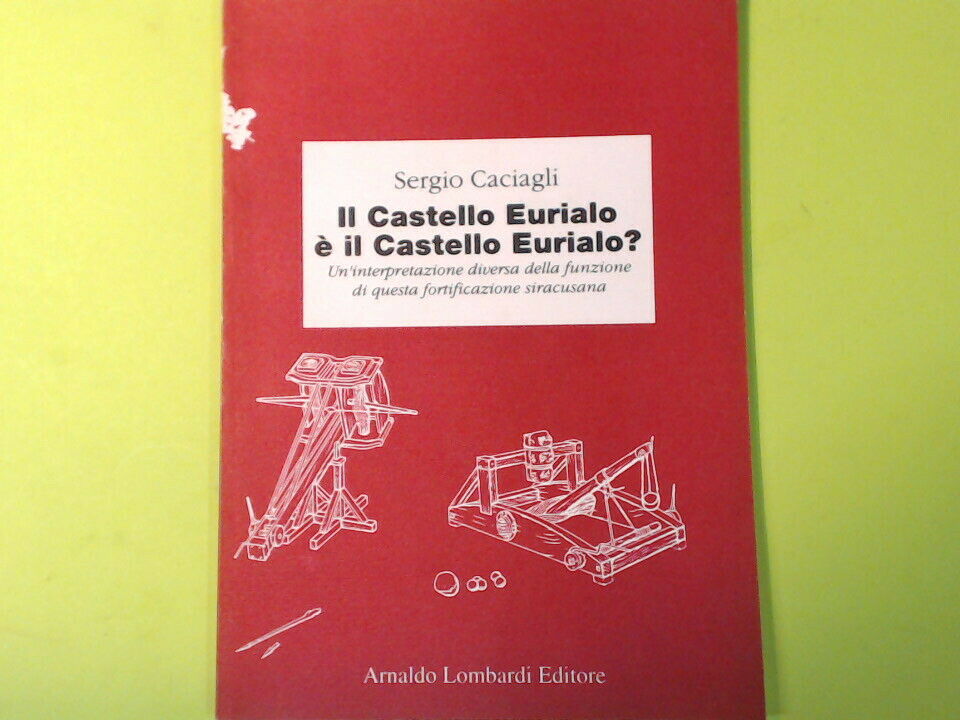 Sergio Caciagli
Il Castello Eurialo
è il Castello Eurialo?
Un'interpretazione diversa della funzione
di questa fortificazione siracusana
Arnaldo Lombardi Editore